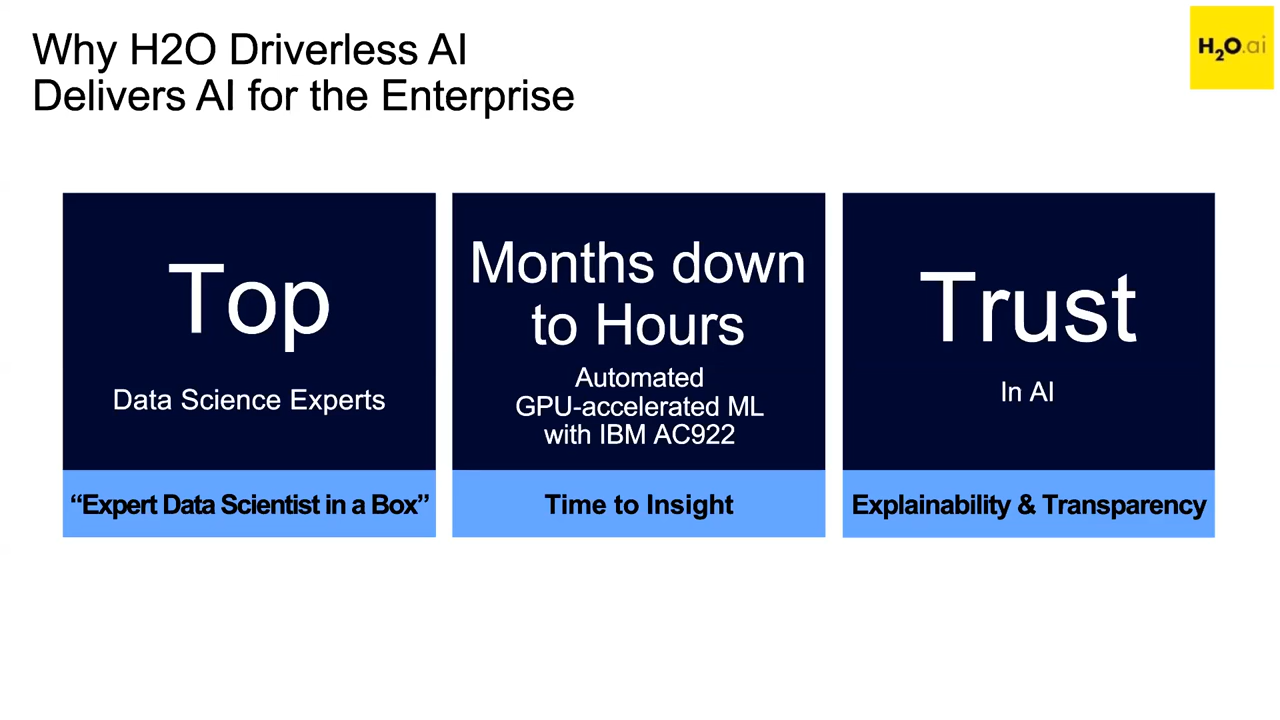 Why H2O Driverless AI
Delivers AI for the Enterprise
H2O.ai
Top
Data Science Experts
“Expert Data Scientist in a Box”
Months down
to Hours
Automated
GPU-accelerated ML
with IBM AC922
Time to Insight
Trust
In AI
Explainability & Transparency